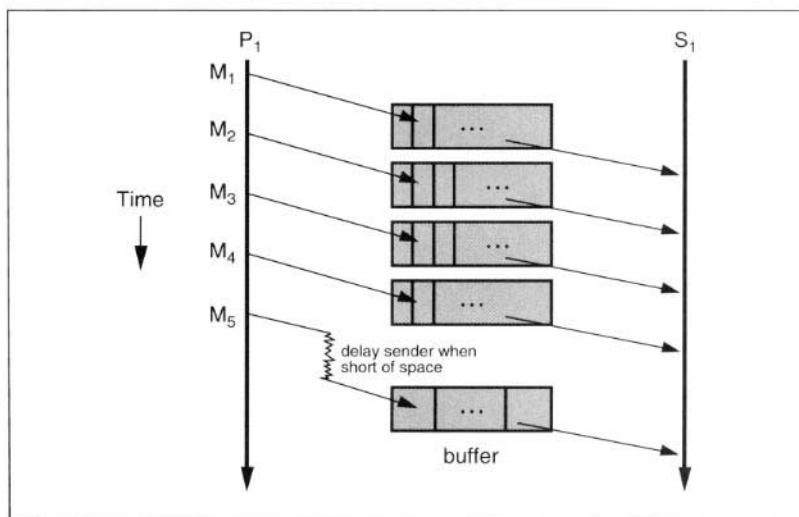 P1
S1
M1
...
M2
...
M3
Time
...
M4
...
M5
delay sender when
short of space
...
buffer